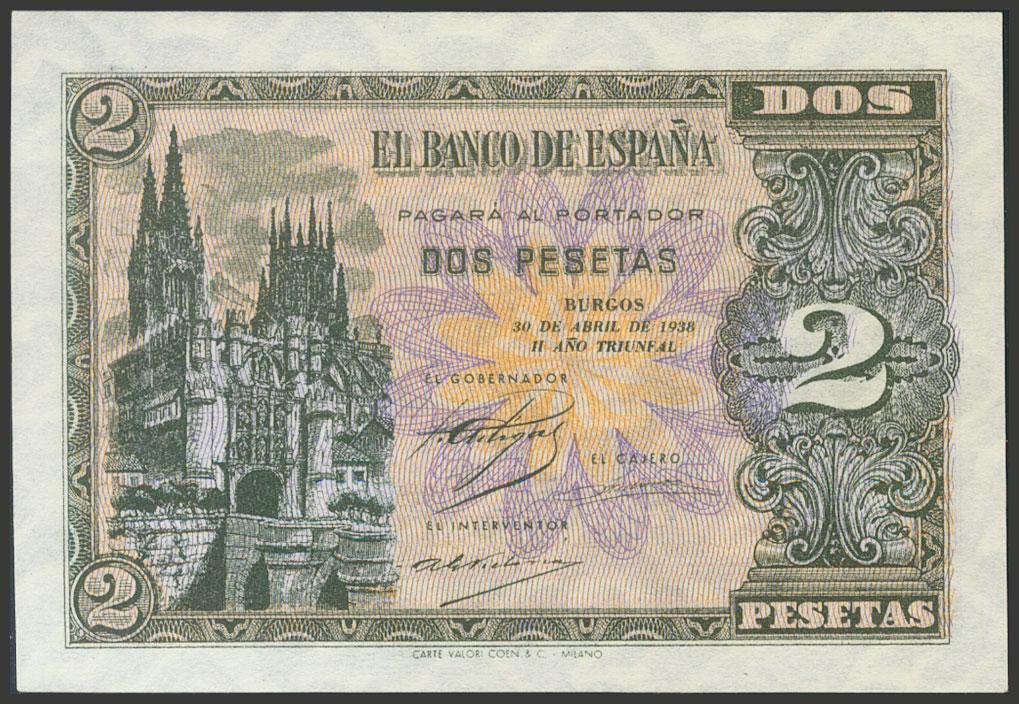 2
DOS
EL BANCO DE ESPAÑA
PAGARÁ AL PORTADOR
DOS PESETAS
BURGOS
30 DE ABRIL DE 1938
II AÑO TRIUNFAL
2
EL GOBERNADOR
EL CAJERO
EL INTERVENTOR
2
PESETAS
CARTE VALORI COEN & C. - MILANO